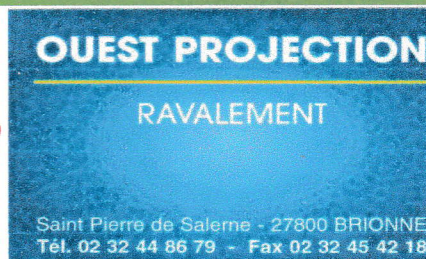 OUEST PROJECTION
RAVALEMENT
Saint Pierre de Salerne - 27800 BRIONNE
Tél. 02 32 44 86 79 - Fax 02 32 45 42 18